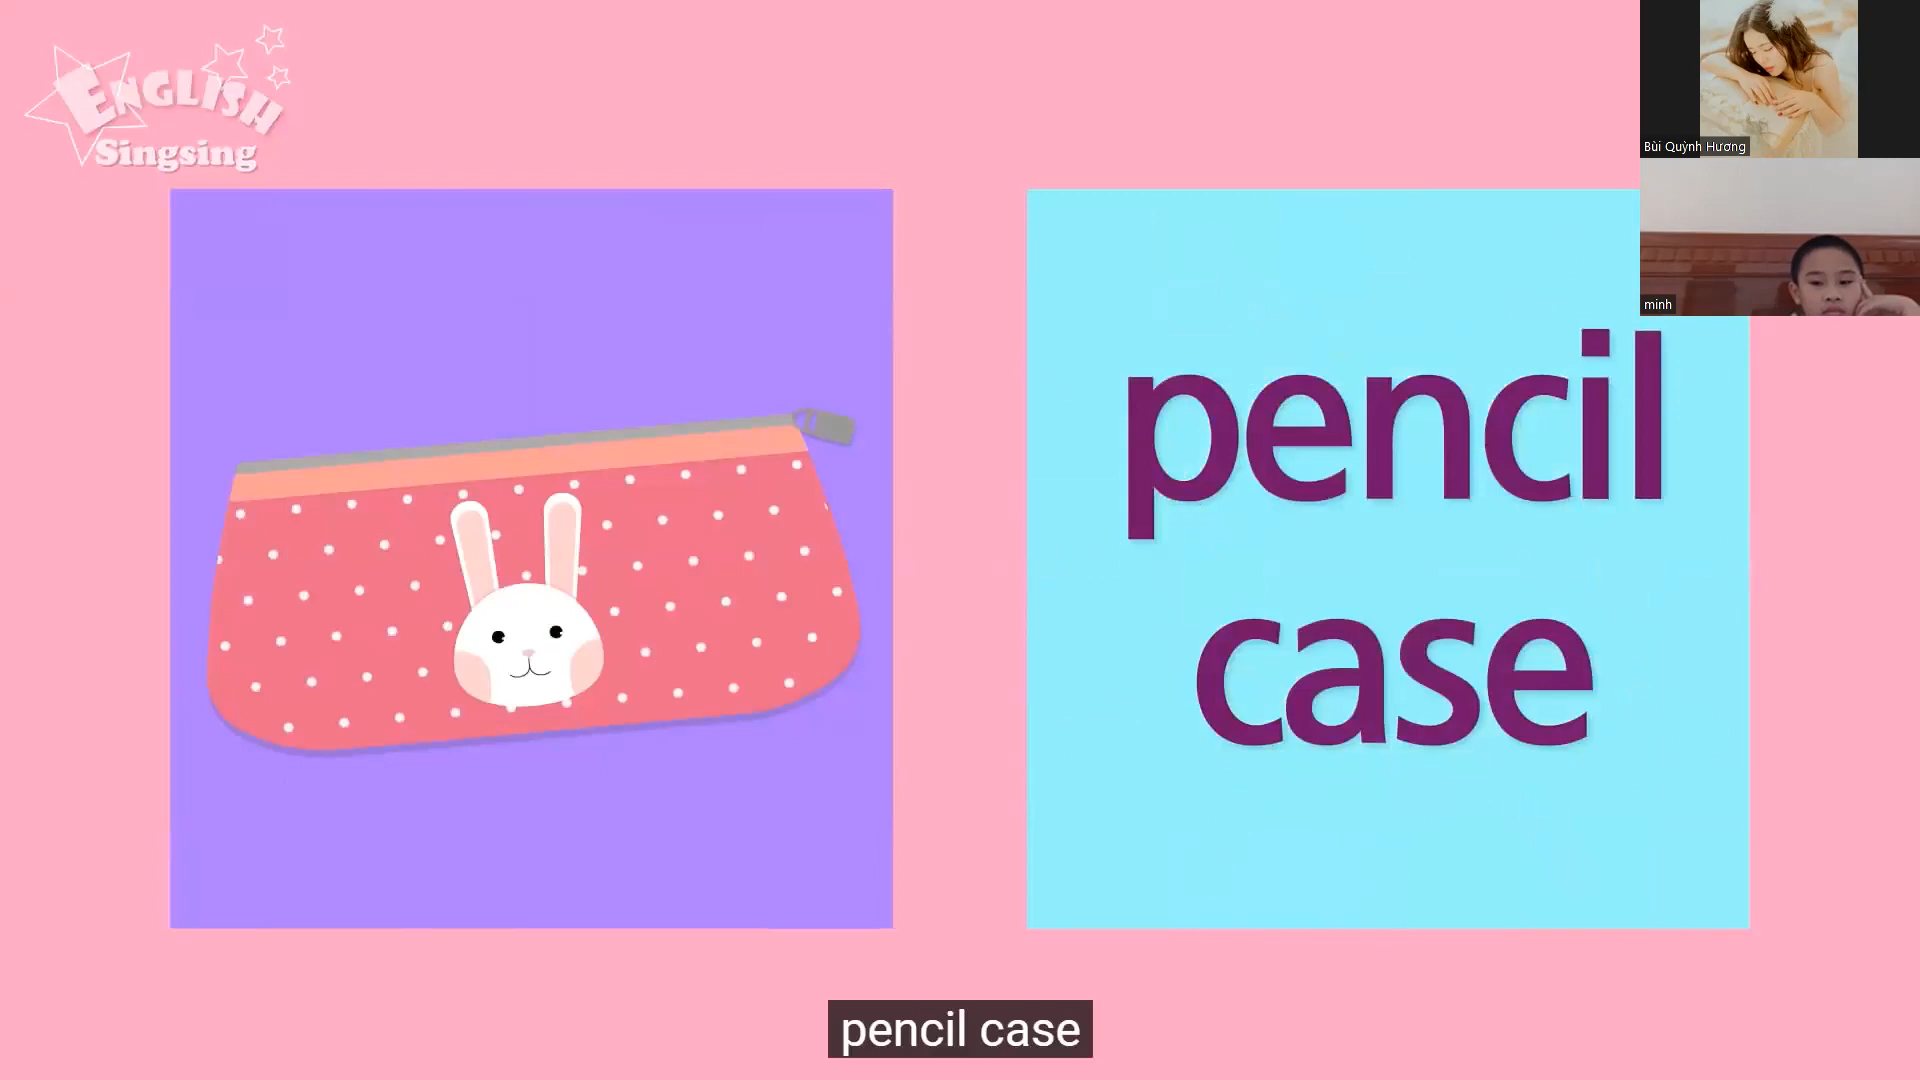 ENGLISH
Singsing
Bùi Quỳnh Hương
minh
pencil
case
pencil case